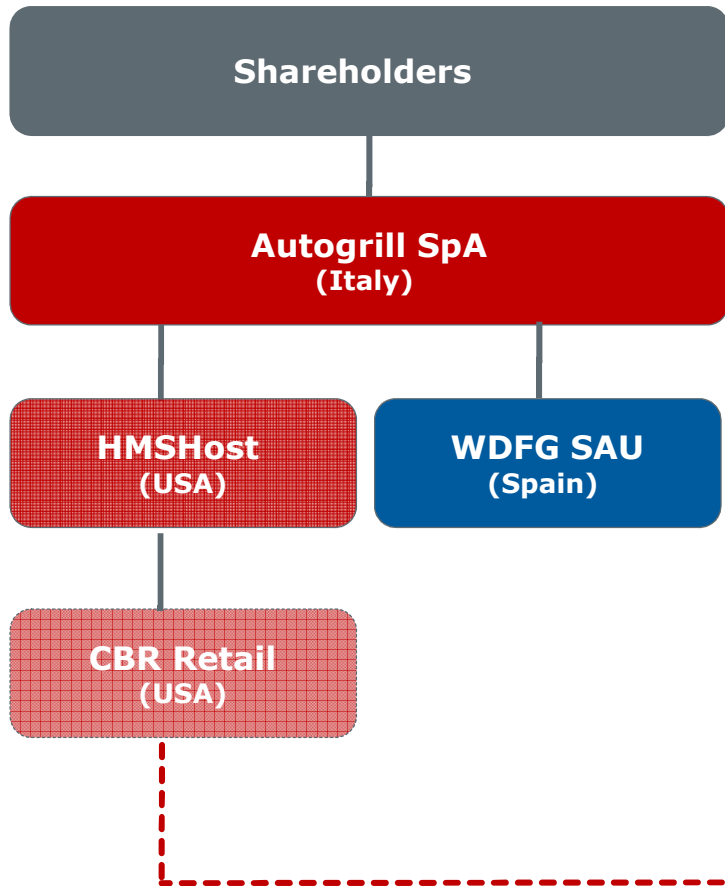 Shareholders
Autogrill SpA
(Italy)
HMSHost
(USA)
WDFG SAU
(Spain)
CBR Retail
(USA)